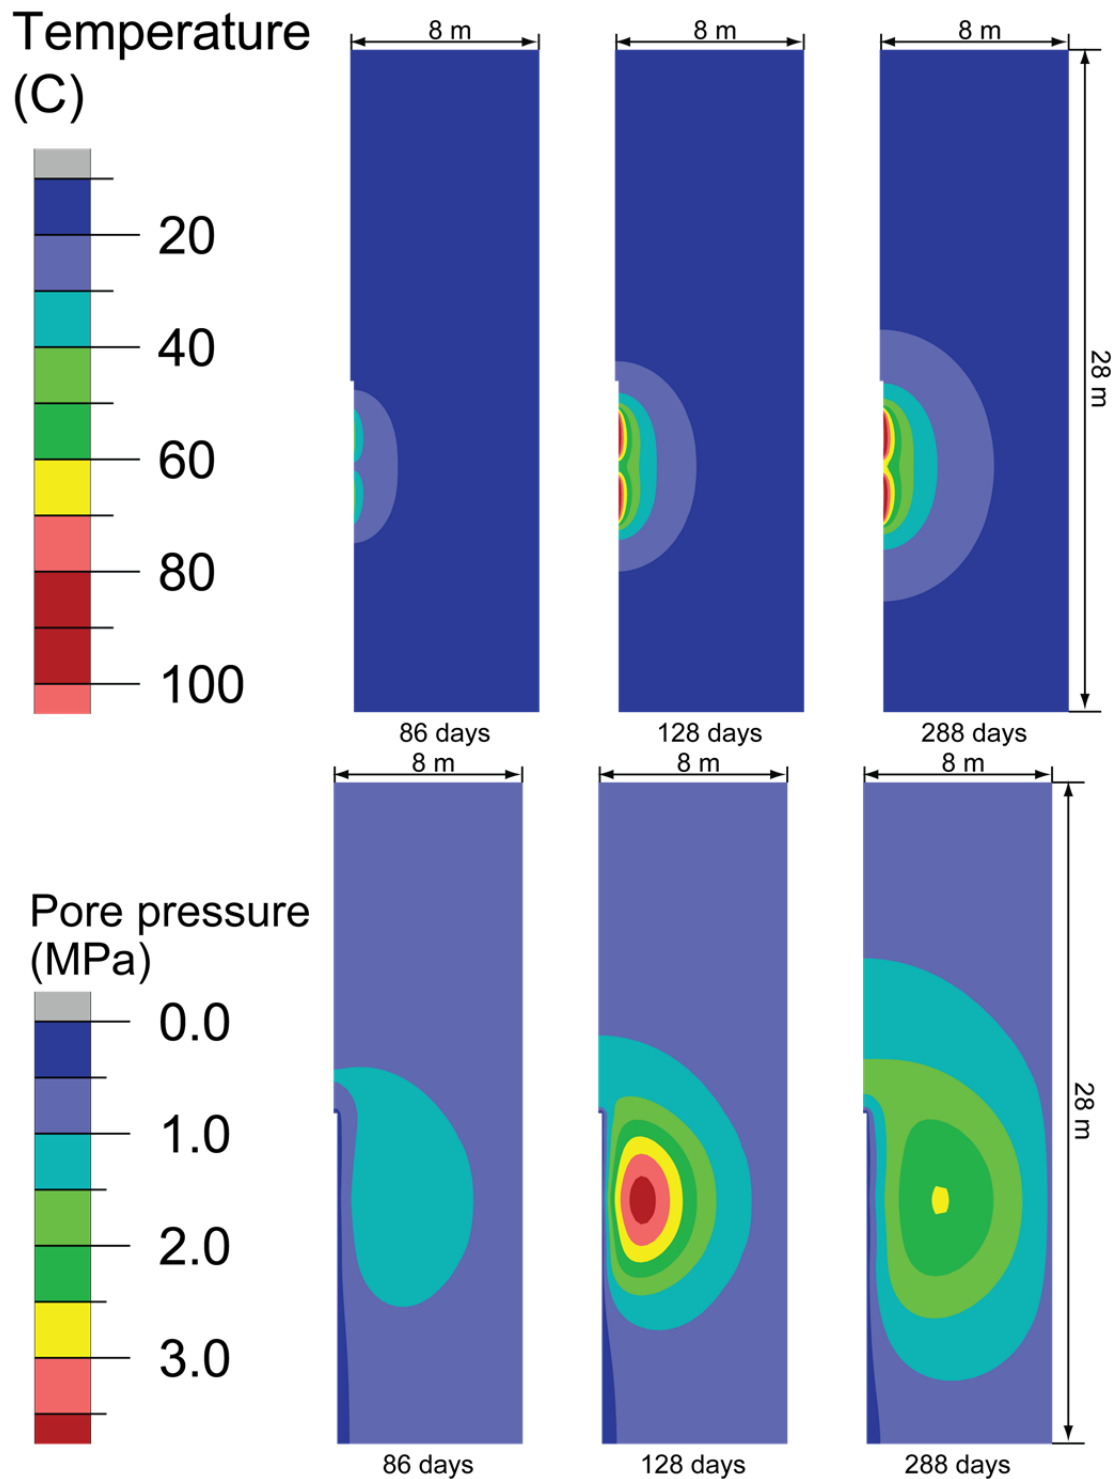 Temperature
(C)
8 m
8 m
8 m
20
40
60
80
100
28 m
86 days
128 days
288 days
8 m
8 m
8 m
Pore pressure
(MPa)
0.0
1.0
2.0
3.0
28 m
86 days
128 days
288 days